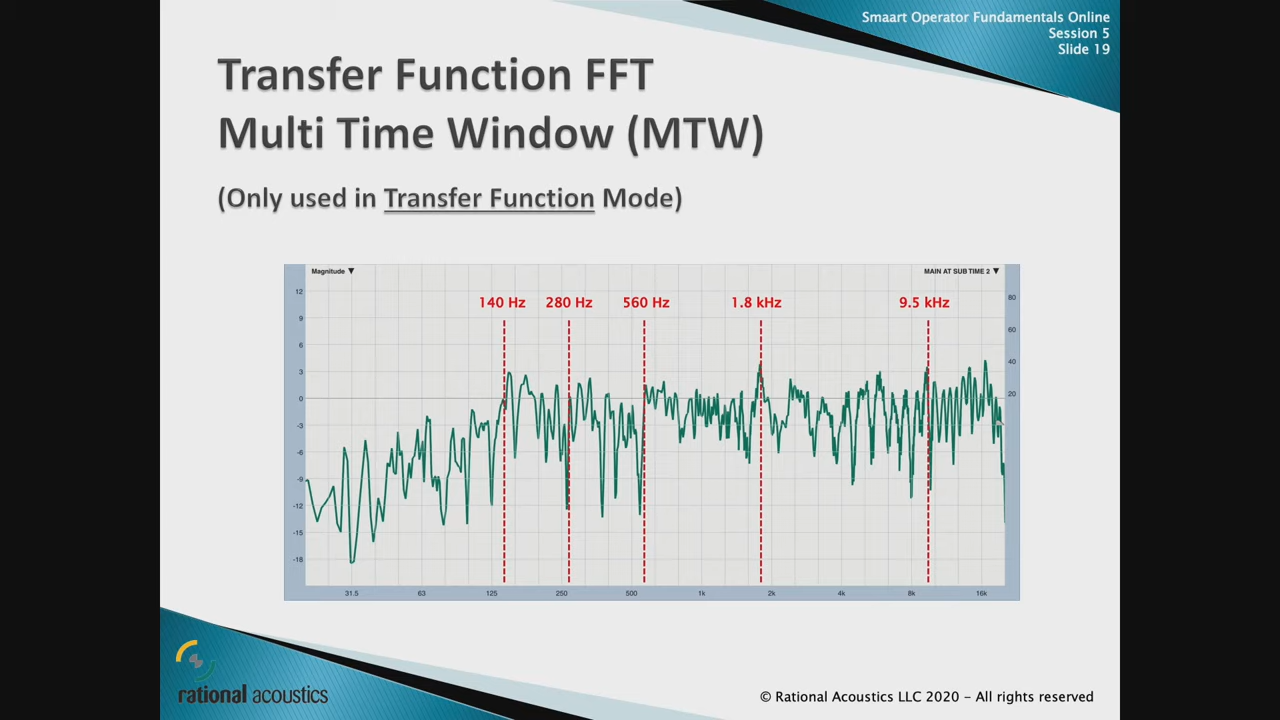 Smaart Operator Fundamentals Online
Session 5
Slide 19
Transfer Function FFT
Multi Time Window (MTW)
(Only used in Transfer Function Mode)
Magnitude ▼
MAIN AT SUB TIME 2 ▼
140 Hz 280 Hz 560 Hz 1.8 kHz 9.5 kHz
12
9
6
3
0
-3
-6
-9
-12
-15
-18
80
60
40
20
31.5 63 125 250 500 1k 2k 4k 8k 16k
rational acoustics
© Rational Acoustics LLC 2020 – All rights reserved